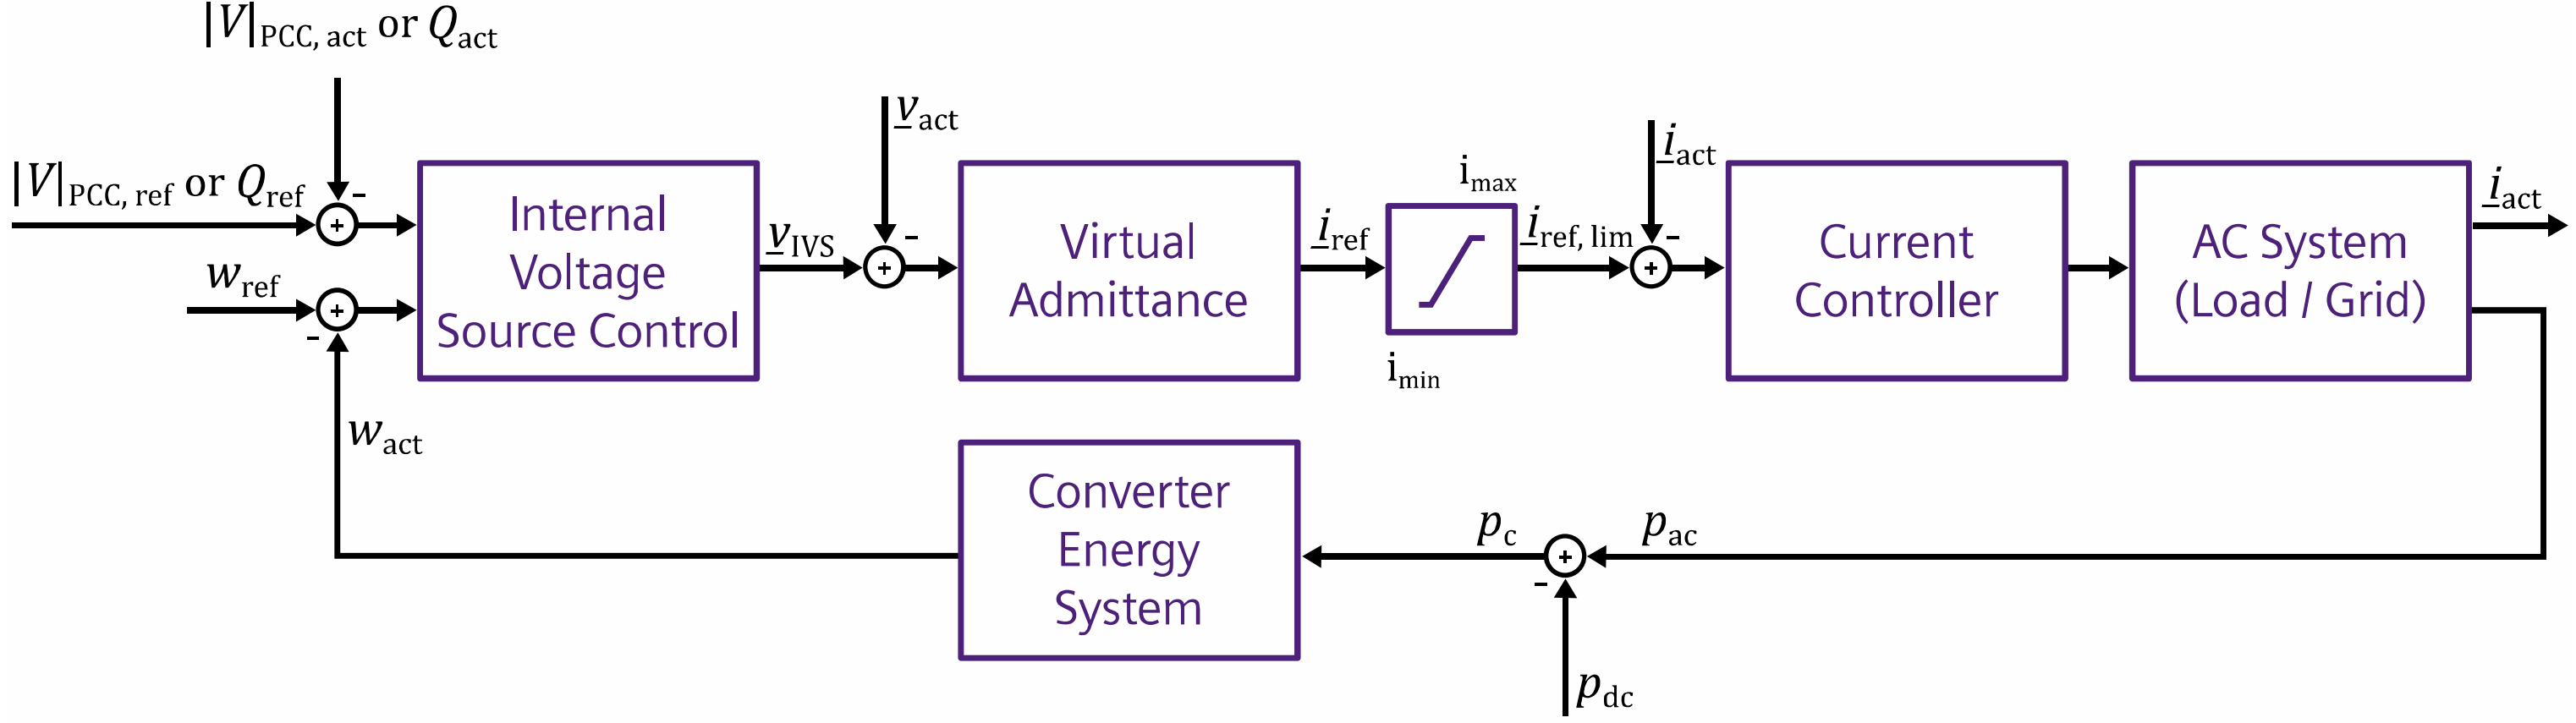 |V|PCC, act or Qact
|V|PCC, ref or Qref
-
+
wref
+
-
wact
Internal
Voltage
Source Control
vIVS
vact
-
+
Virtual
Admittance
iref
imax
imin
iref, lim
iact
-
+
Current
Controller
AC System
(Load / Grid)
iact
Converter
Energy
System
pc
+
-
pac
pdc